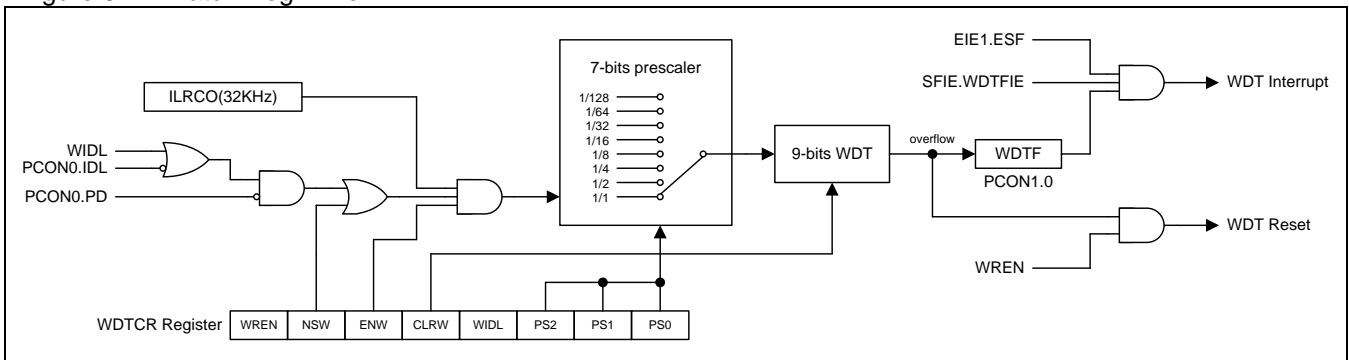 EIE1.ESF
7-bits prescaler
SFIE.WDTFIE
WDT Interrupt
ILRCO(32KHz)
1/128
1/64
1/32
1/16
1/8
1/4
1/2
1/1
WIDL
PCON0.IDL
PCON0.PD
9-bits WDT
overflow
WDTF
PCON1.0
WDT Reset
WREN
WDTCR Register WREN NSW ENW CLRW WIDL PS2 PS1 PS0